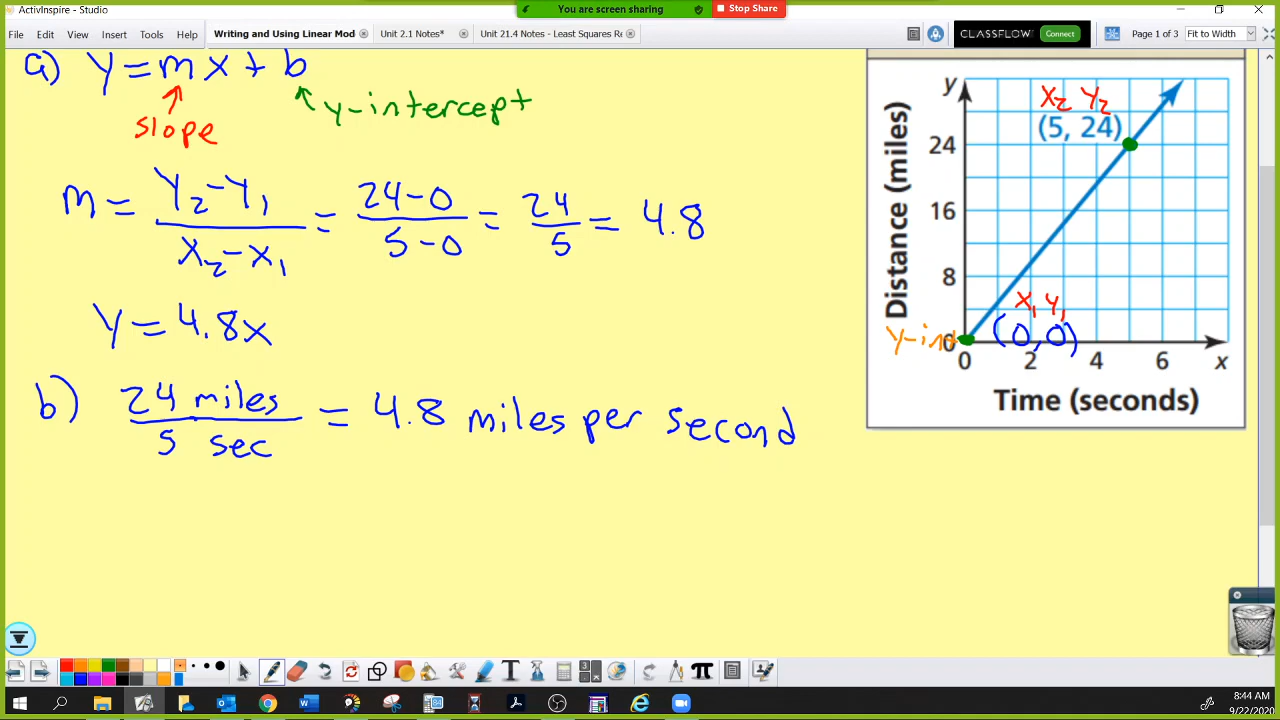 ActivInspire - Studio
You are screen sharing
Stop Share
File Edit View Insert Tools Help
Writing and Using Linear Mod
Unit 2.1 Notes*
Unit 21.4 - Least Squares Re
CLASSFLOW Connect
Page 1 of 3
Fit to Width
a) y = mx + b
slope
y-intercept
m = Y2 - Y1 / X2 - X1 = 24-0 / 5-0 = 24 / 5 = 4.8
y = 4.8x
b) 24 miles / 5 sec = 4.8 miles per second
y
X2 Y2
(5, 24)
24
16
8
Distance (miles)
X1 Y1
y-int
0
(0,0)
0 2 4 6 x
Time (seconds)
8:44 AM
9/22/2020